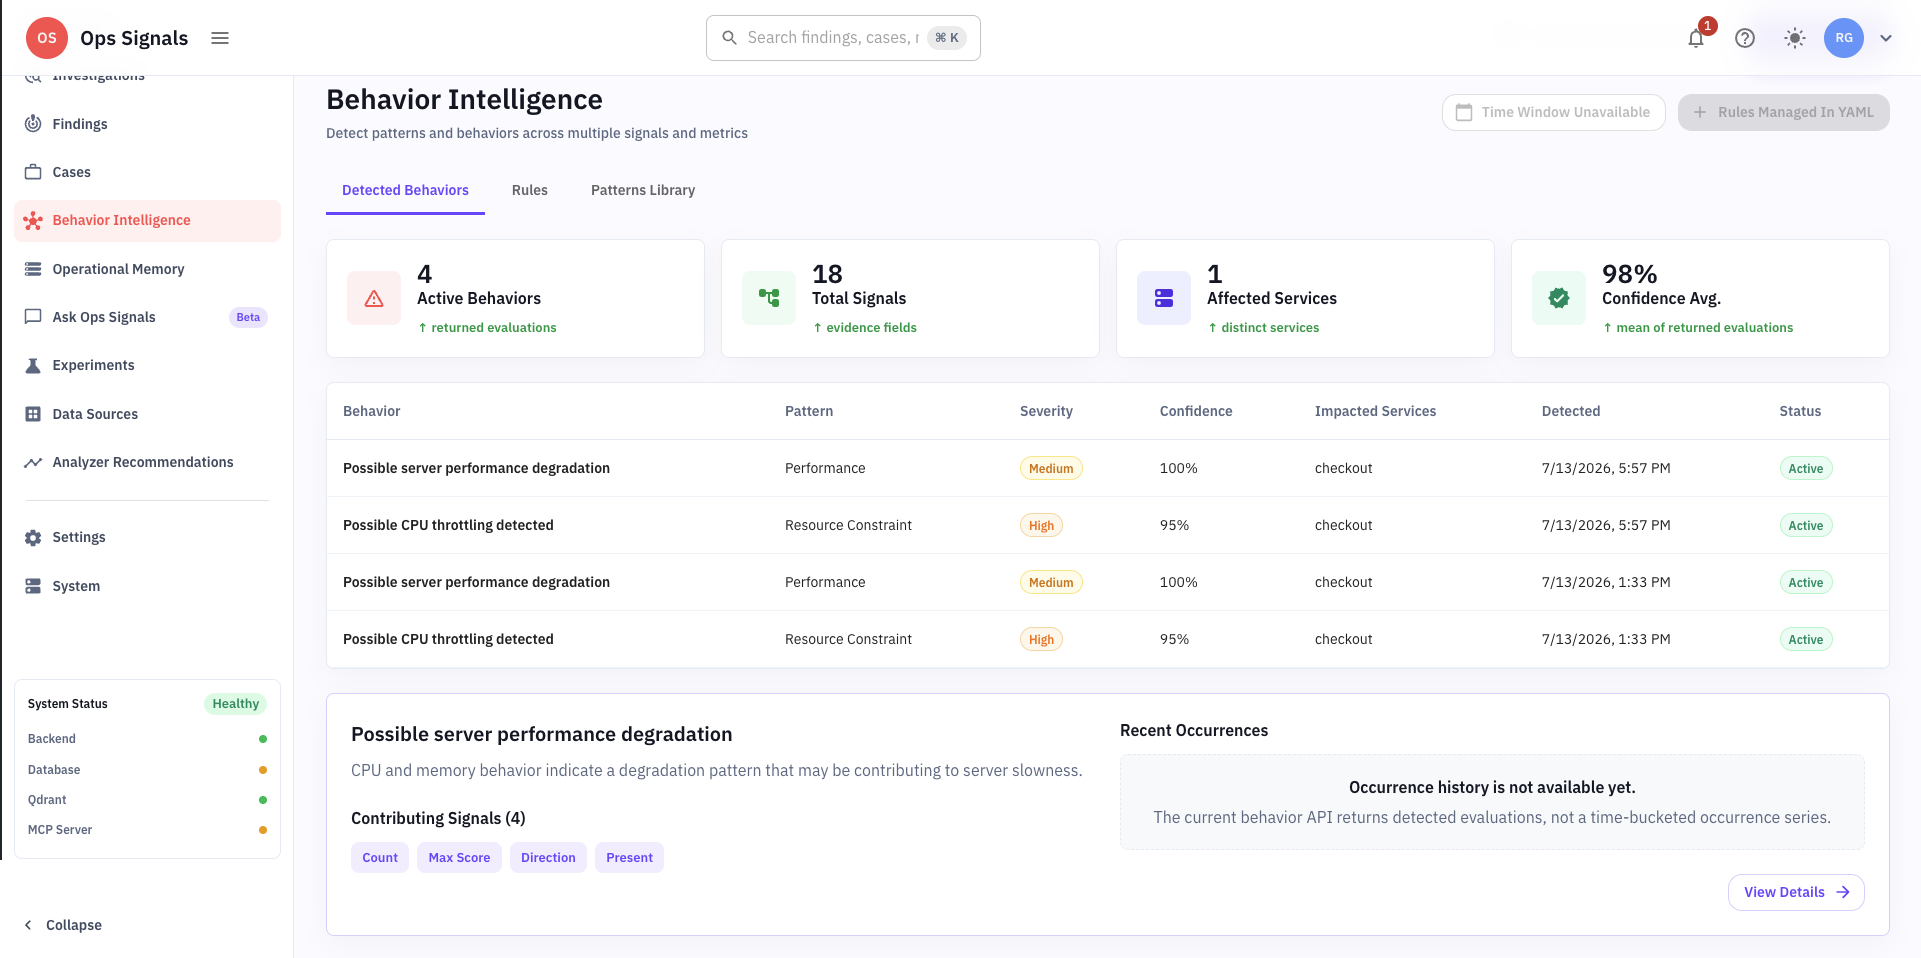 OS Ops Signals
Search findings, cases, r ⌘ K
1
RG
Investigations
Findings
Cases
Behavior Intelligence
Operational Memory
Ask Ops Signals Beta
Experiments
Data Sources
Analyzer Recommendations
Settings
System
System Status Healthy
Backend
Database
Qdrant
MCP Server
Collapse
Behavior Intelligence
Detect patterns and behaviors across multiple signals and metrics
Time Window Unavailable
+ Rules Managed In YAML
Detected Behaviors Rules Patterns Library
4
Active Behaviors
↑ returned evaluations
18
Total Signals
↑ evidence fields
1
Affected Services
↑ distinct services
98%
Confidence Avg.
↑ mean of returned evaluations
Behavior Pattern Severity Confidence Impacted Services Detected Status
Possible server performance degradation Performance Medium 100% checkout 7/13/2026, 5:57 PM Active
Possible CPU throttling detected Resource Constraint High 95% checkout 7/13/2026, 5:57 PM Active
Possible server performance degradation Performance Medium 100% checkout 7/13/2026, 1:33 PM Active
Possible CPU throttling detected Resource Constraint High 95% checkout 7/13/2026, 1:33 PM Active
Possible server performance degradation
CPU and memory behavior indicate a degradation pattern that may be contributing to server slowness.
Contributing Signals (4)
Count Max Score Direction Present
Recent Occurrences
Occurrence history is not available yet.
The current behavior API returns detected evaluations, not a time-bucketed occurrence series.
View Details →